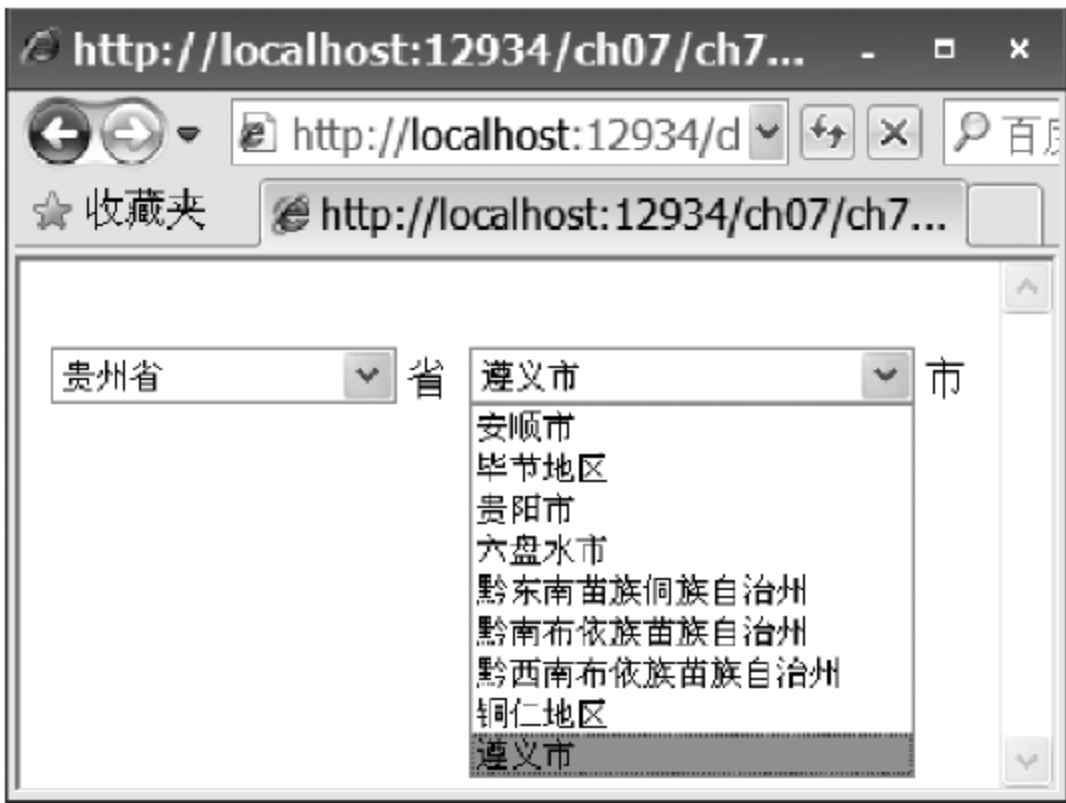 http://localhost:12934/ch07/ch7...
http://localhost:12934/c
收藏夹
http://localhost:12934/ch07/ch7...
贵州省 省 遵义市 市
安顺市
毕节地区
贵阳市
六盘水市
黔东南苗族侗族自治州
黔南布依族苗族自治州
黔西南布依族苗族自治州
铜仁地区
遵义市